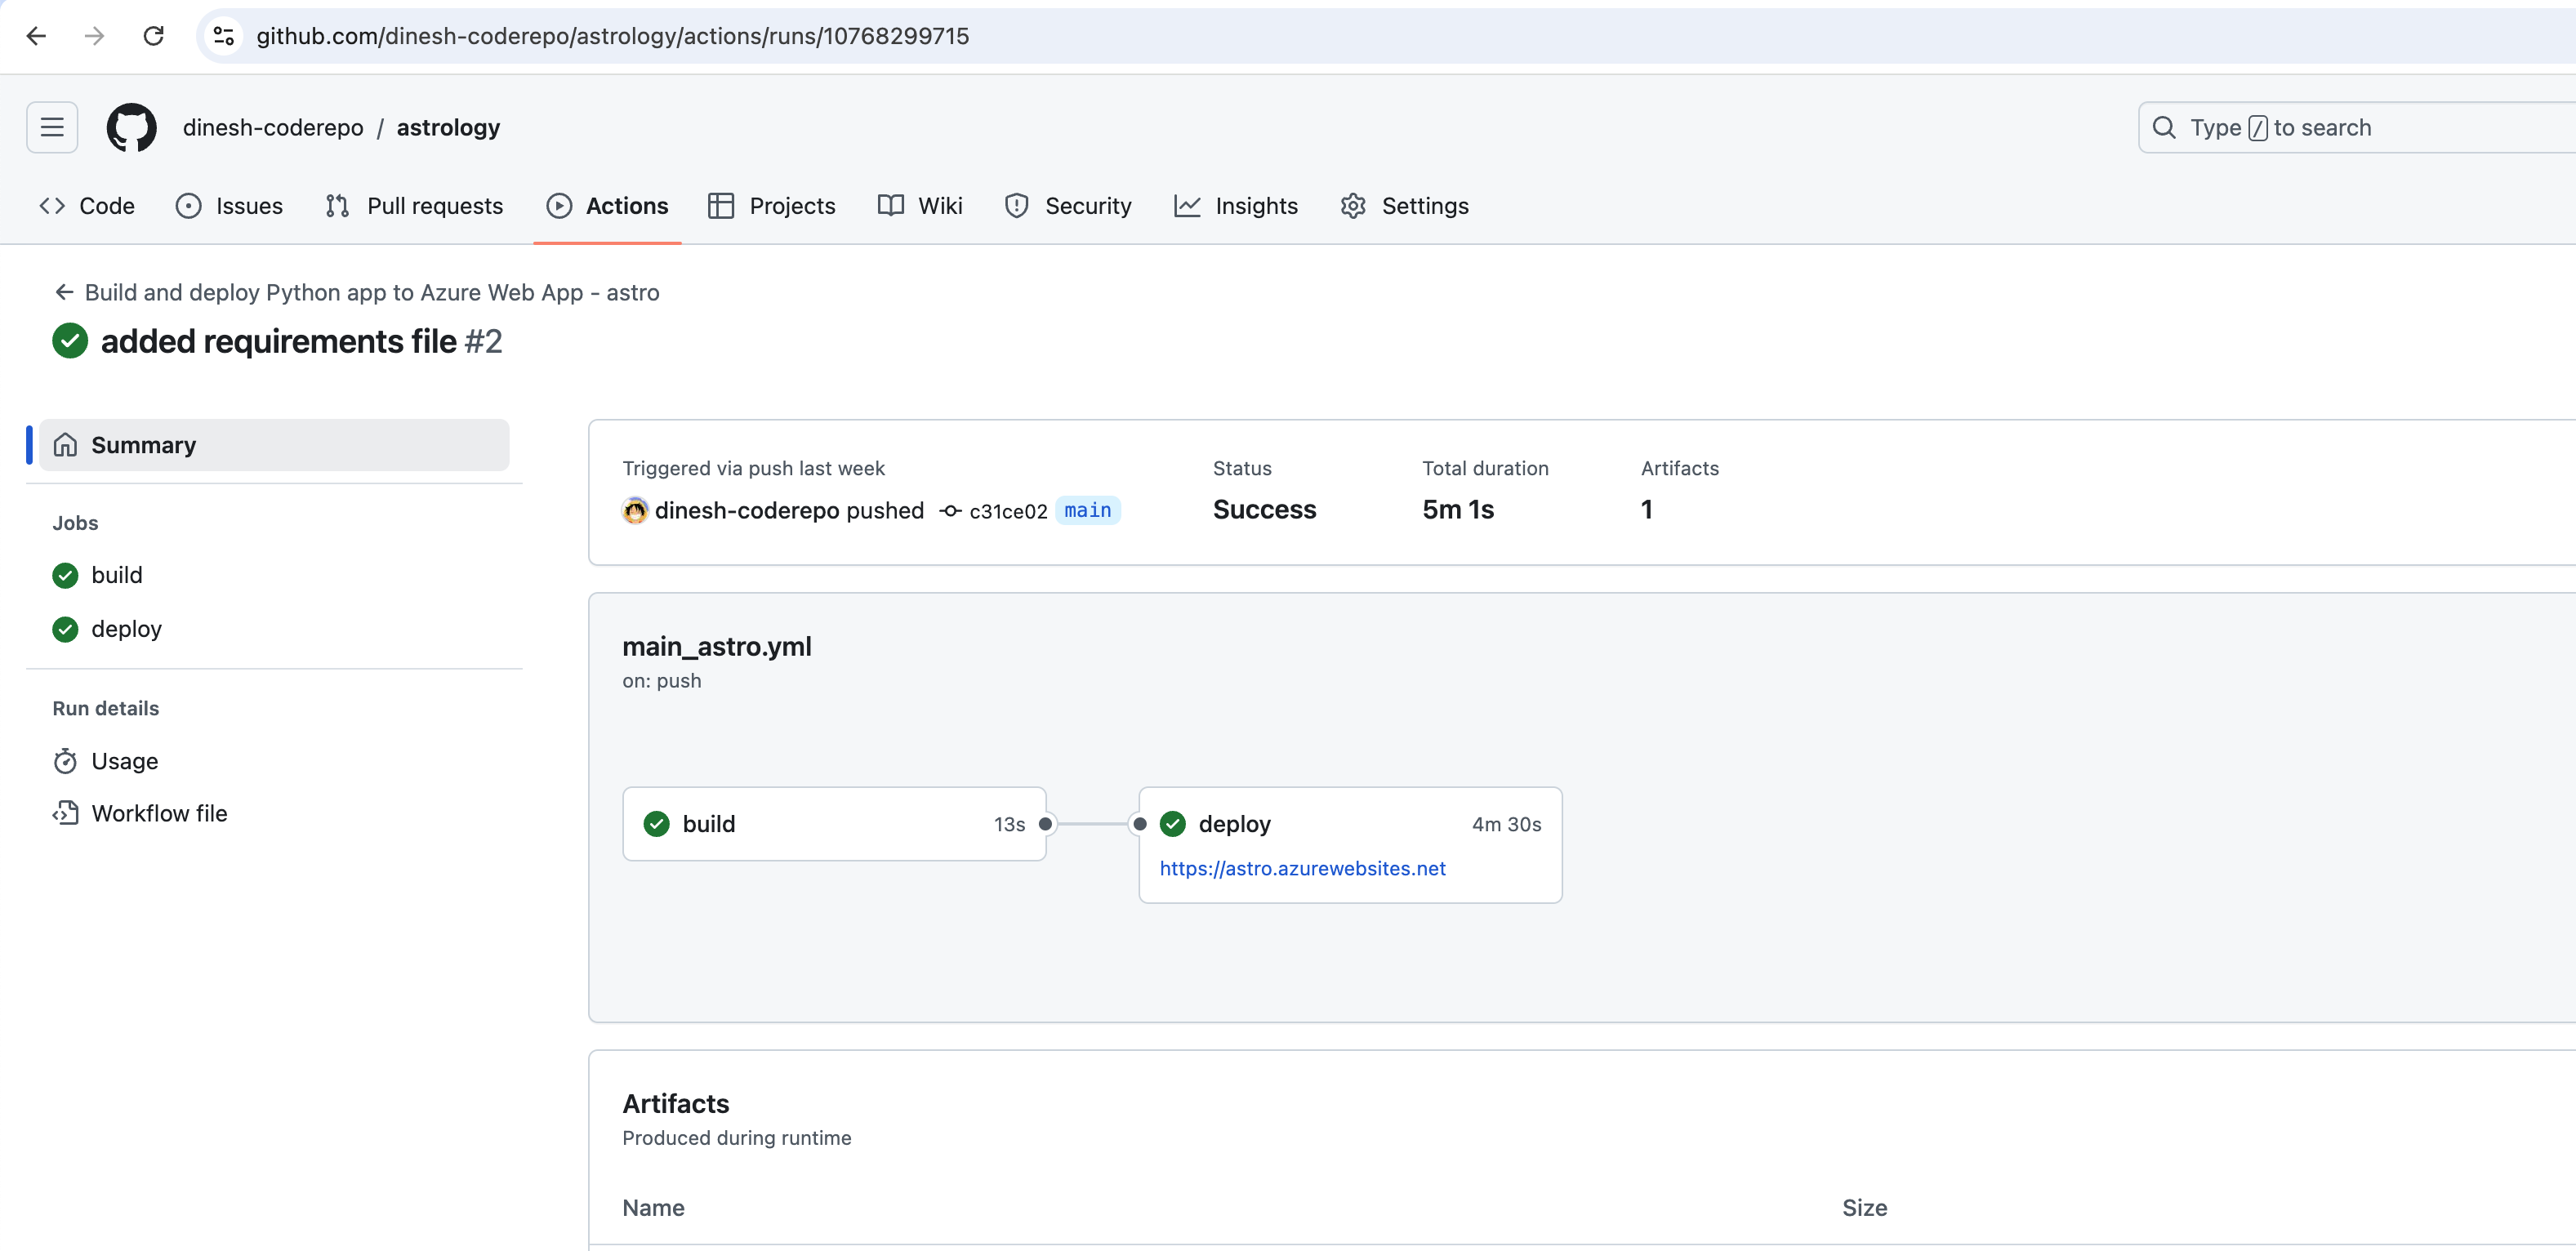 github.com/dinesh-coderepo/astrology/actions/runs/10768299715
dinesh-coderepo / astrology
Type / to search
Code Issues Pull requests Actions Projects Wiki Security Insights Settings
Build and deploy Python app to Azure Web App - astro
added requirements file #2
Summary
Jobs
build
deploy
Run details
Usage
Workflow file
Triggered via push last week
dinesh-coderepo pushed c31ce02 main
Status
Success
Total duration
5m 1s
Artifacts
1
main_astro.yml
on: push
build 13s
deploy 4m 30s
https://astro.azurewebsites.net
Artifacts
Produced during runtime
Name Size